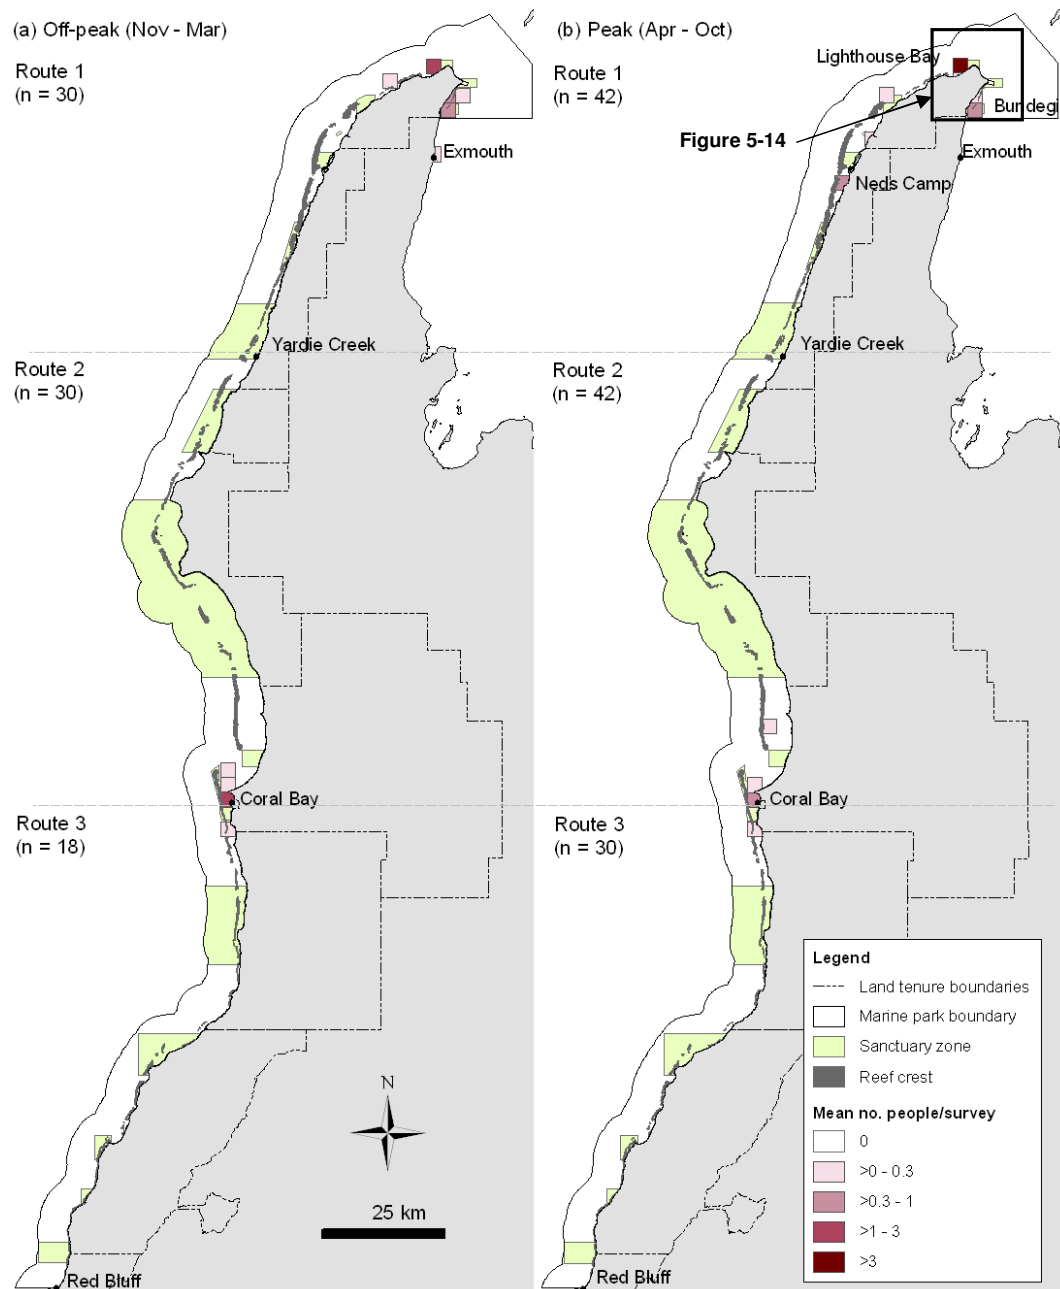 (a) Off-peak (Nov - Mar)
Route 1
(n = 30)
Exmouth
Yardie Creek
Route 2
(n = 30)
Coral Bay
Route 3
(n = 18)
N
25 km
Red Bluff
(b) Peak (Apr - Oct)
Lighthouse Bay
Route 1
(n = 42)
Bundegi
Figure 5-14
Exmouth
Neds Camp
Yardie Creek
Route 2
(n = 42)
Coral Bay
Route 3
(n = 30)
Red Bluff
Legend
Land tenure boundaries
Marine park boundary
Sanctuary zone
Reef crest
Mean no. people/survey
0
>0 - 0.3
>0.3 - 1
>1 - 3
>3